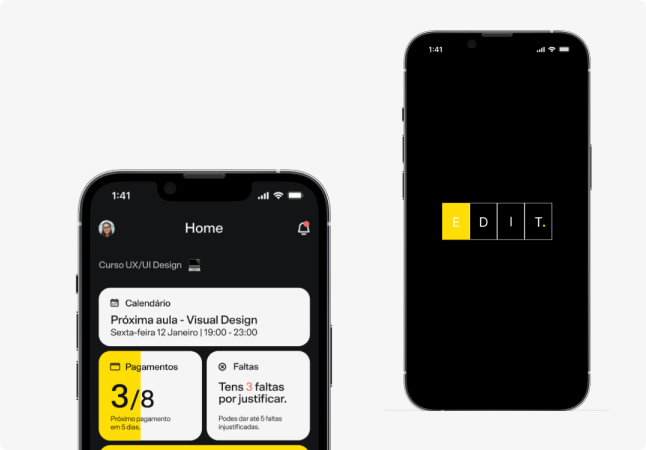 1:41
Home
Curso UX/UI Design
Calendário
Próxima aula - Visual Design
Sexta-feira 12 Janeiro | 19:00 - 23:00
Pagamentos
3/8
Próximo pagamento
em 5 dias.
Faltas
Tens 3 faltas
por justificar.
Podes dar até 5 faltas
injustificadas.
1:41
E D I T.